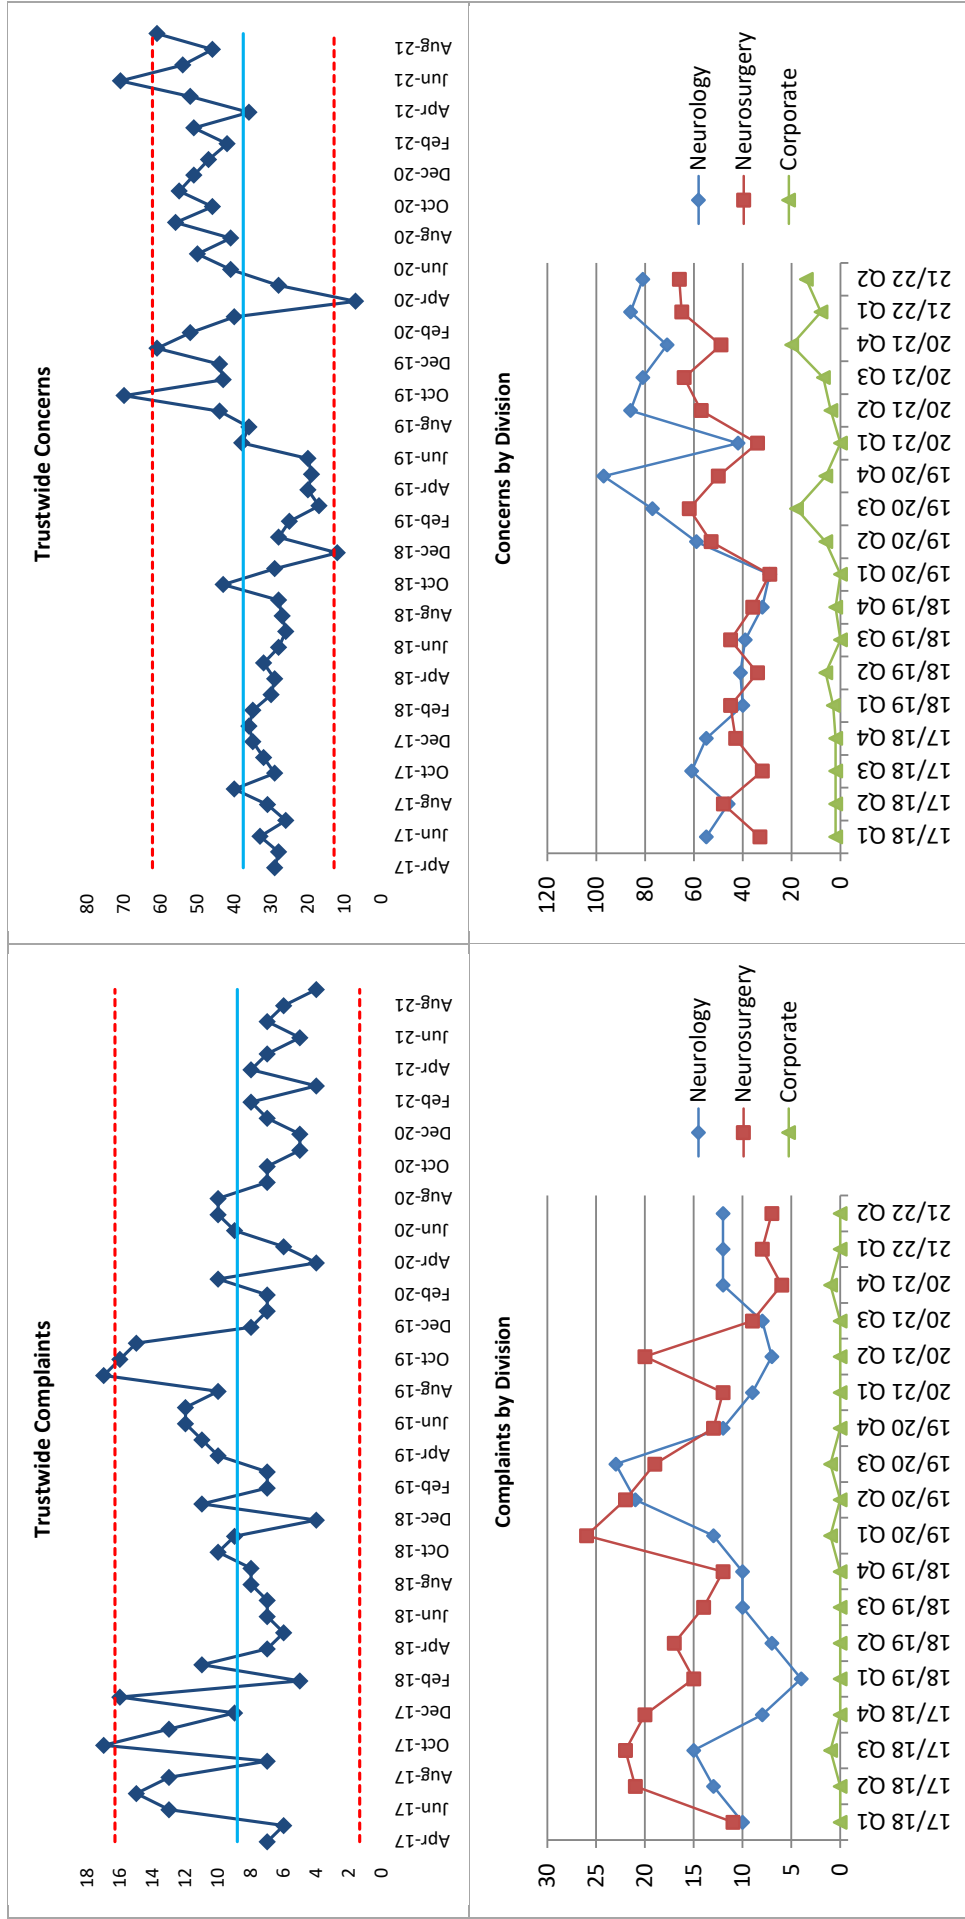 Trustwide Complaints
18
16
14
12
10
8
6
4
2
0
Apr-17
Jun-17
Aug-17
Oct-17
Dec-17
Feb-18
Apr-18
Jun-18
Aug-18
Oct-18
Dec-18
Feb-19
Apr-19
Jun-19
Aug-19
Oct-19
Dec-19
Feb-20
Apr-20
Jun-20
Aug-20
Oct-20
Dec-20
Feb-21
Apr-21
Jun-21
Aug-21
Trustwide Concerns
80
70
60
50
40
30
20
10
0
Apr-17
Jun-17
Aug-17
Oct-17
Dec-17
Feb-18
Apr-18
Jun-18
Aug-18
Oct-18
Dec-18
Feb-19
Apr-19
Jun-19
Aug-19
Oct-19
Dec-19
Feb-20
Apr-20
Jun-20
Aug-20
Oct-20
Dec-20
Feb-21
Apr-21
Jun-21
Aug-21
Complaints by Division
30
25
20
15
10
5
0
17/18 Q1
17/18 Q2
17/18 Q3
17/18 Q4
18/19 Q1
18/19 Q2
18/19 Q3
18/19 Q4
19/20 Q1
19/20 Q2
19/20 Q3
19/20 Q4
20/21 Q1
20/21 Q2
20/21 Q3
20/21 Q4
21/22 Q1
21/22 Q2
Neurology
Neurosurgery
Corporate
Concerns by Division
120
100
80
60
40
20
0
17/18 Q1
17/18 Q2
17/18 Q3
17/18 Q4
18/19 Q1
18/19 Q2
18/19 Q3
18/19 Q4
19/20 Q1
19/20 Q2
19/20 Q3
19/20 Q4
20/21 Q1
20/21 Q2
20/21 Q3
20/21 Q4
21/22 Q1
21/22 Q2
Neurology
Neurosurgery
Corporate